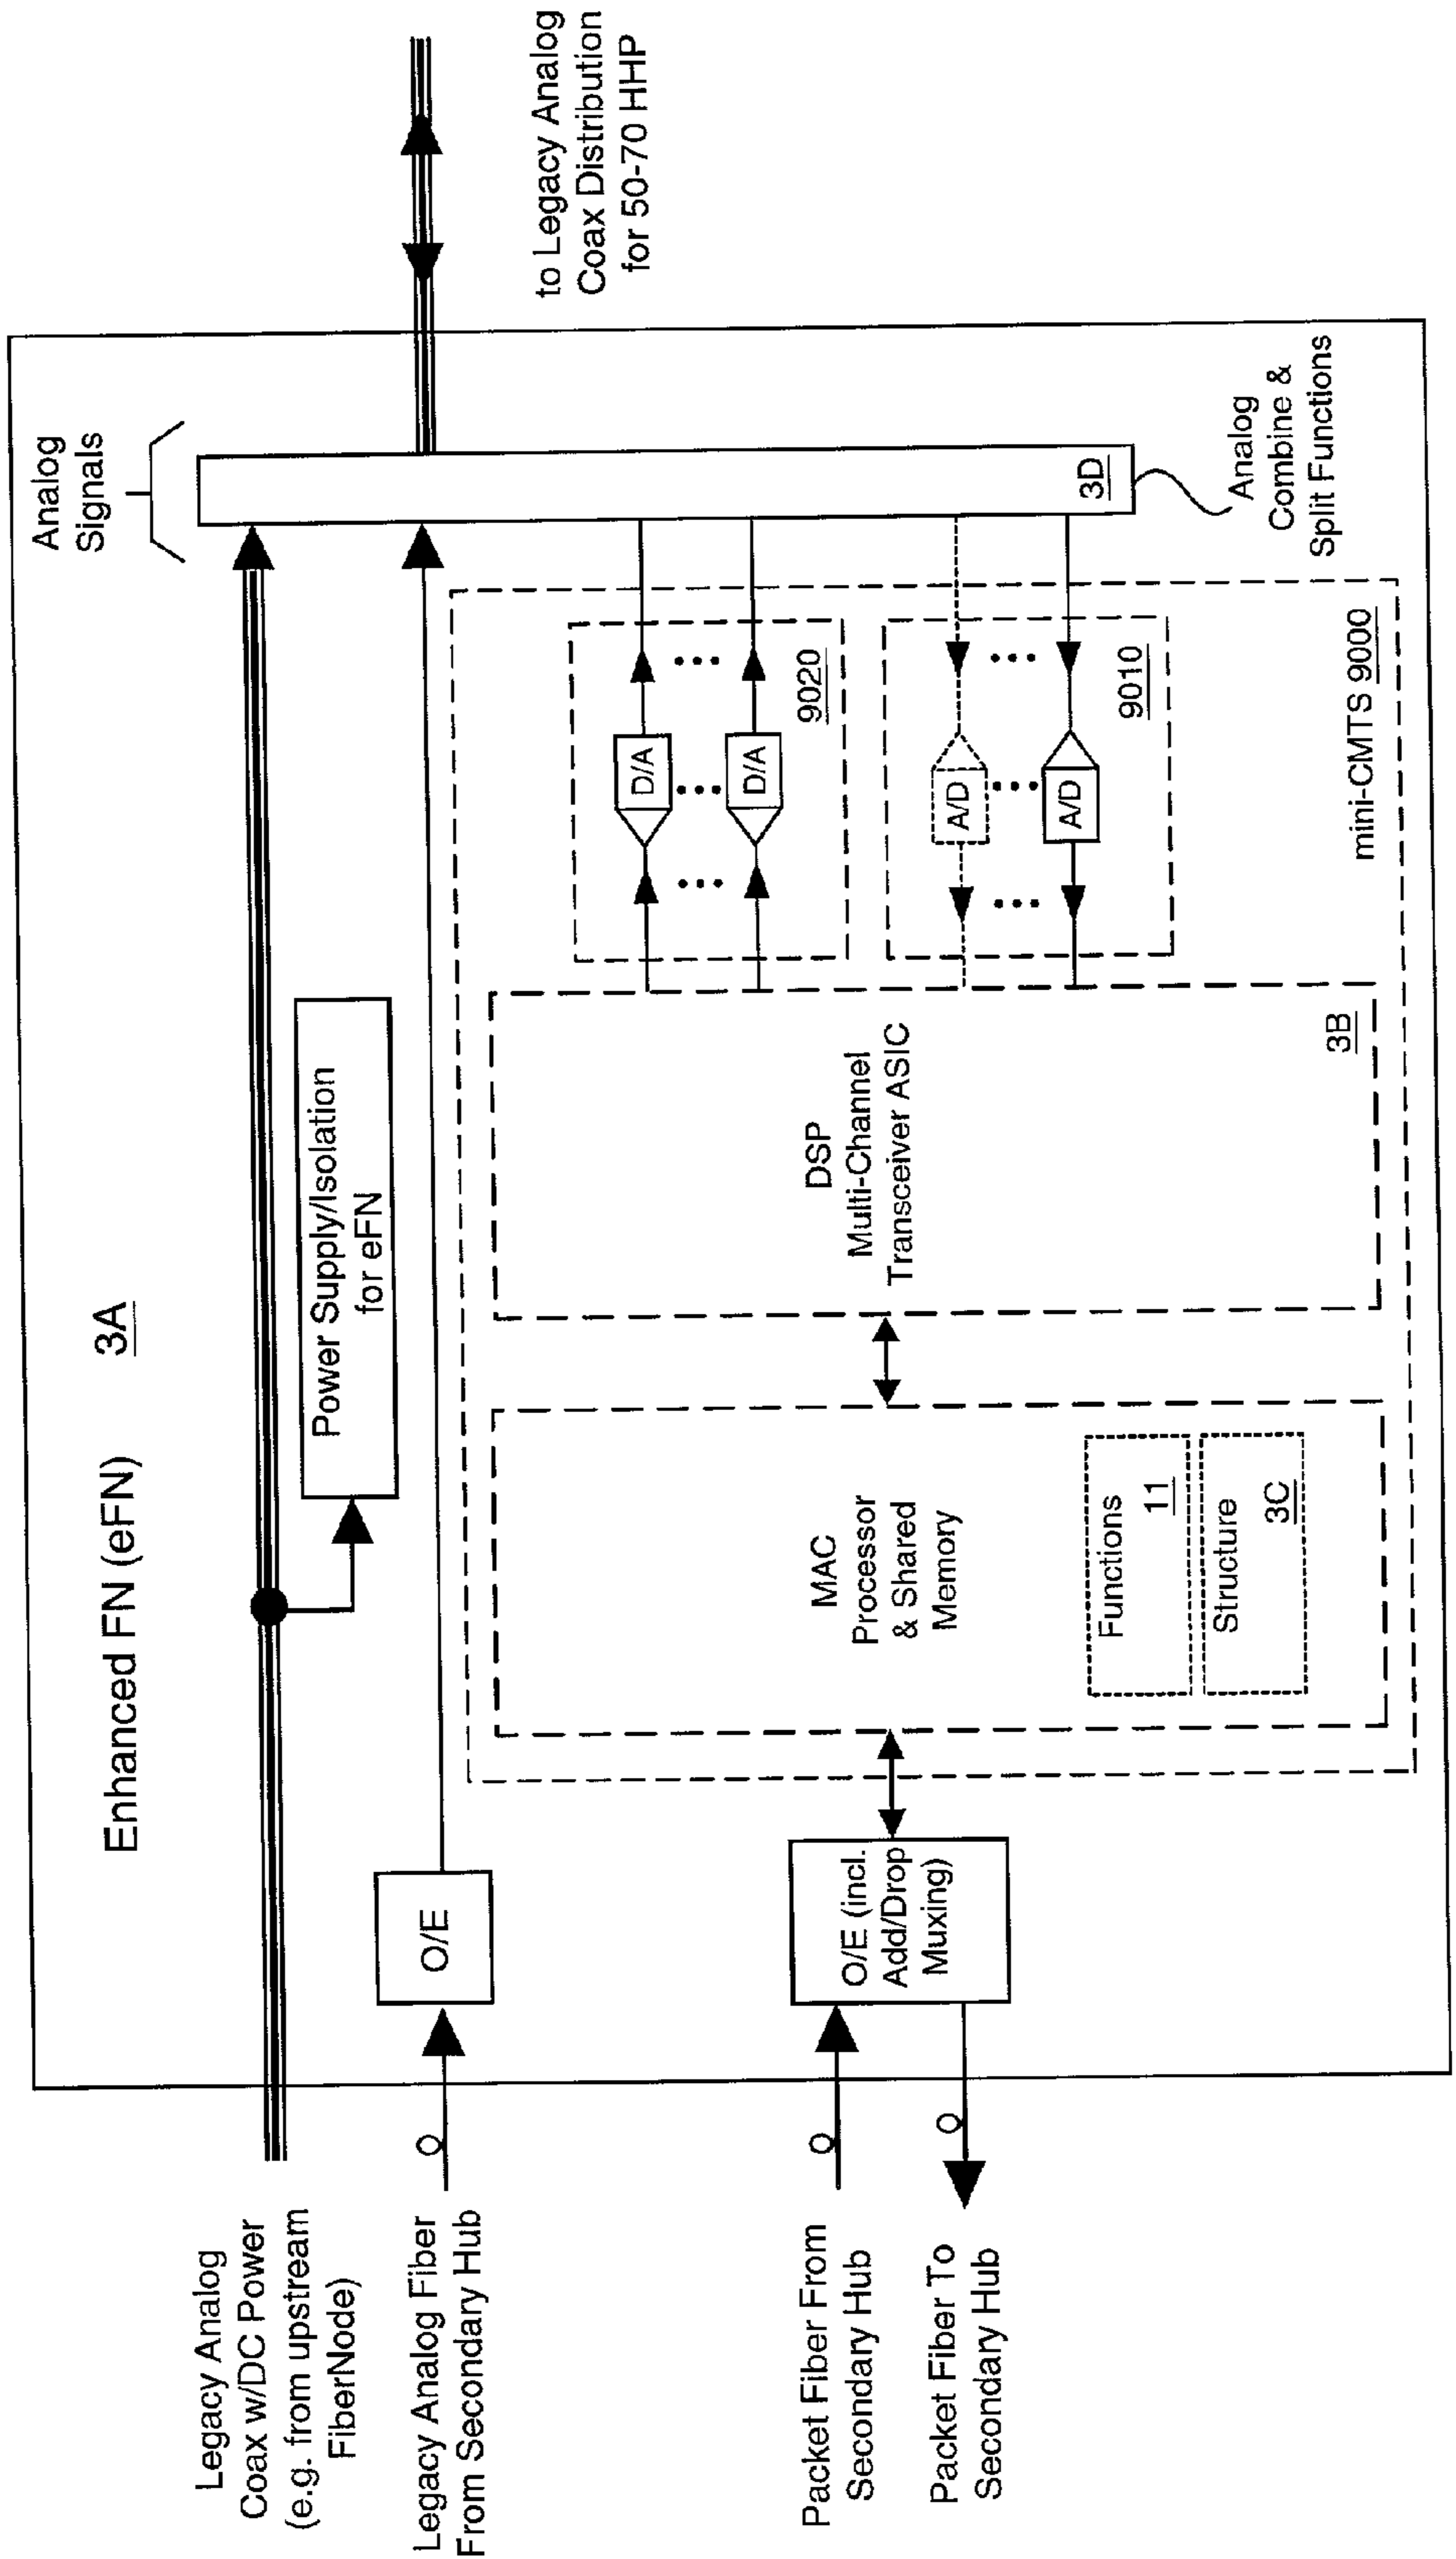 Enhanced FN (eFN)
3A
Analog
Signals
Legacy Analog
Coax w/DC Power
(e.g. from upstream
FiberNode)
Power Supply/Isolation
for eFN
Legacy Analog Fiber
From Secondary Hub
O/E
to Legacy Analog
Coax Distribution
for 50-70 HHP
Packet Fiber From
Secondary Hub
Packet Fiber To
Secondary Hub
O/E (incl.
Add/Drop
Muxing)
MAC
Processor
& Shared
Memory
Functions
11
Structure
3C
DSP
Multi-Channel
Transceiver ASIC
3B
D/A
D/A
9020
A/D
A/D
9010
mini-CMTS 9000
3D
Analog
Combine &
Split Functions